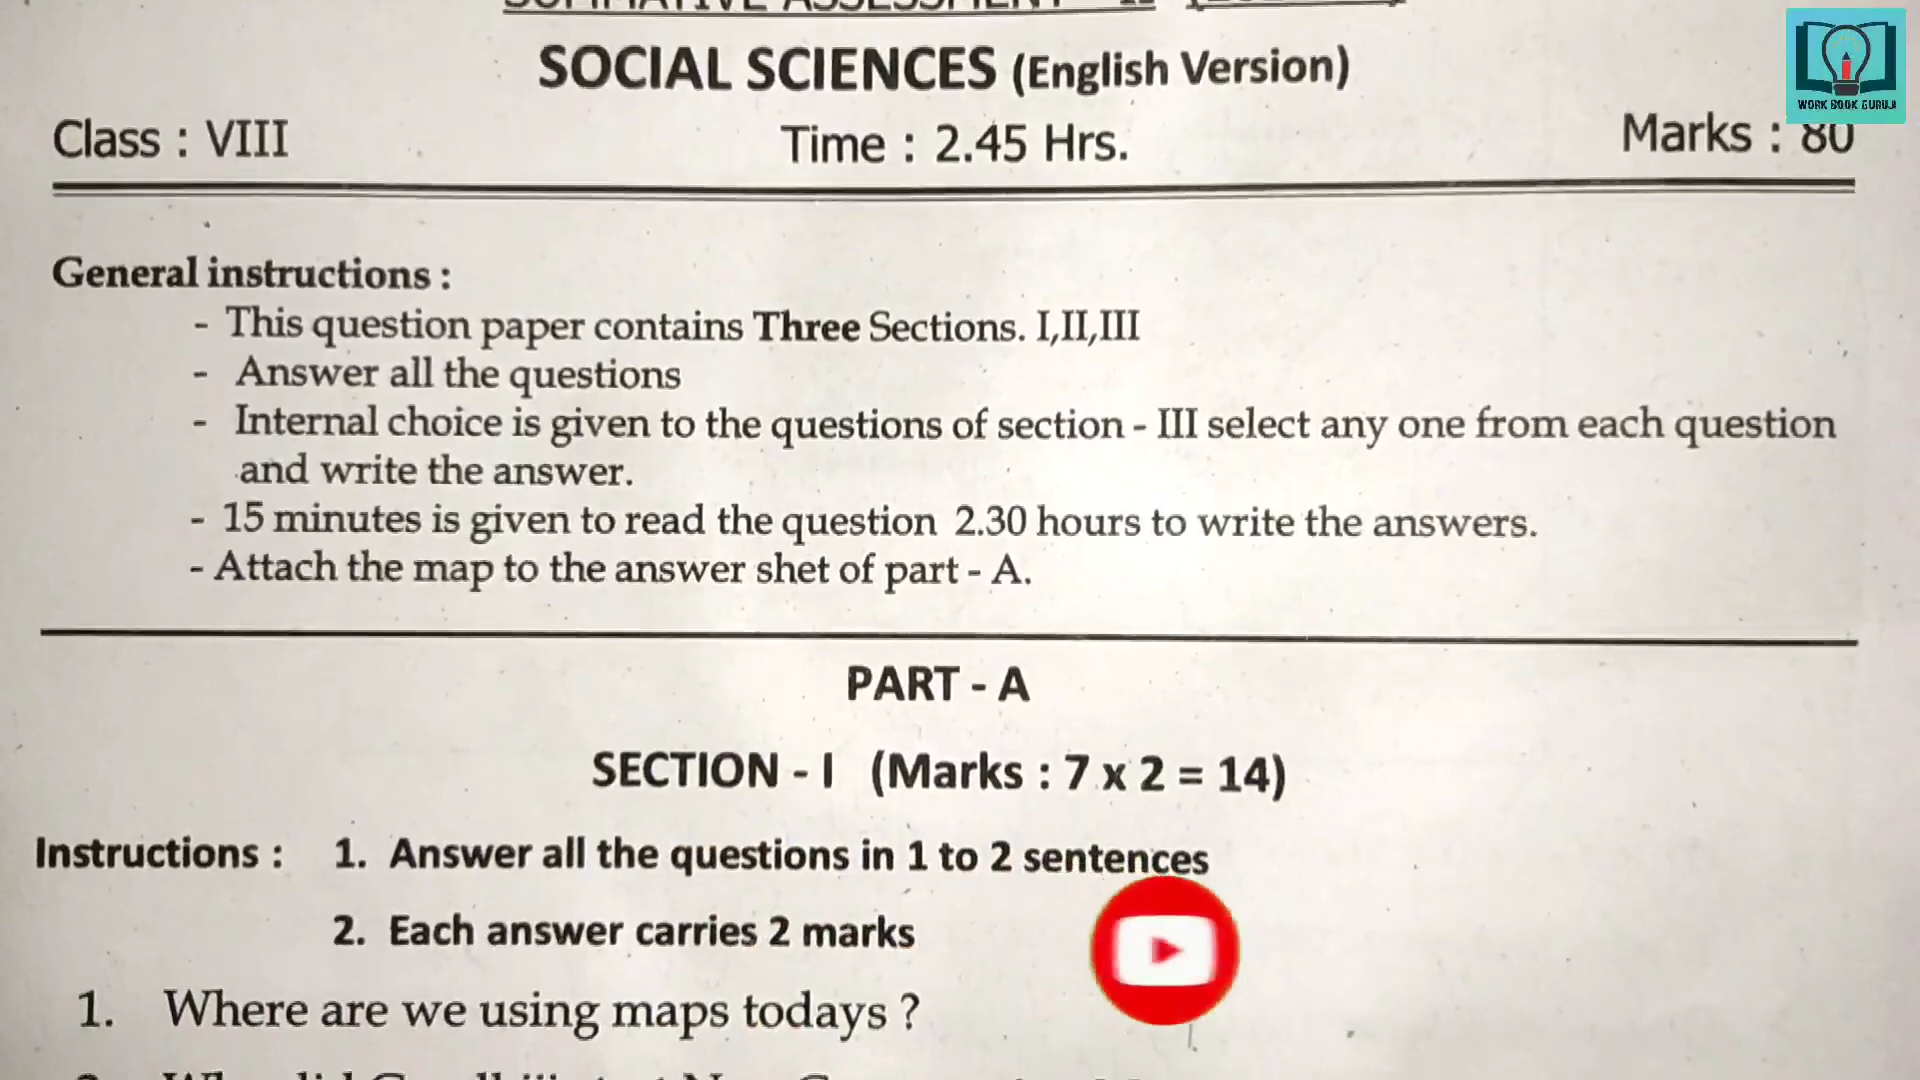 SUMMATIVE ASSESSMENT
SOCIAL SCIENCES (English Version)
WORK BOOK GURUJI
Class : VIII Time : 2.45 Hrs. Marks : 80
General instructions :
- This question paper contains Three Sections. I,II,III
- Answer all the questions
- Internal choice is given to the questions of section - III select any one from each question
and write the answer.
- 15 minutes is given to read the question 2.30 hours to write the answers.
- Attach the map to the answer shet of part - A.
PART - A
SECTION - I (Marks : 7 x 2 = 14)
Instructions : 1. Answer all the questions in 1 to 2 sentences
2. Each answer carries 2 marks
1. Where are we using maps todays ?